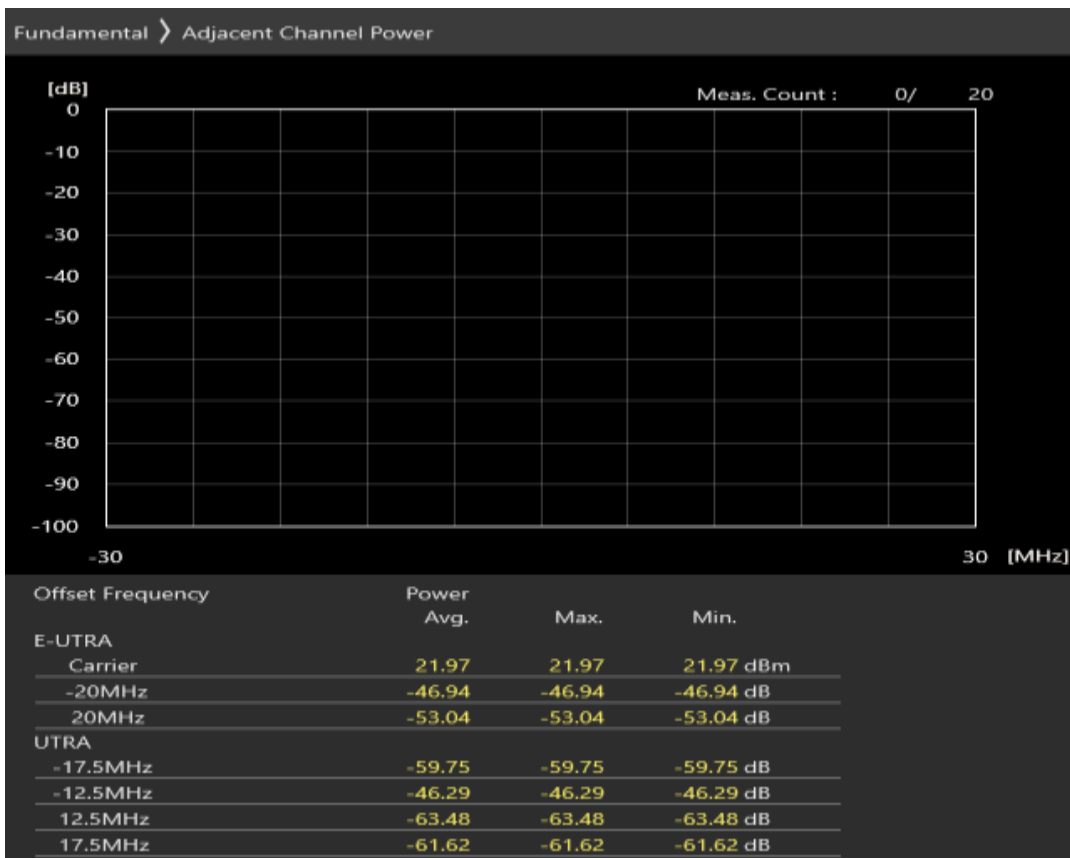 Fundamental 〉 Adjacent Channel Power
[dB]
Meas. Count : 0/ 20
0
-10
-20
-30
-40
-50
-60
-70
-80
-90
-100
-30 30 [MHz]
Offset Frequency Power
Avg. Max. Min.
E-UTRA
Carrier 21.97 21.97 21.97 dBm
-20MHz -46.94 -46.94 -46.94 dB
20MHz -53.04 -53.04 -53.04 dB
UTRA
-17.5MHz -59.75 -59.75 -59.75 dB
-12.5MHz -46.29 -46.29 -46.29 dB
12.5MHz -63.48 -63.48 -63.48 dB
17.5MHz -61.62 -61.62 -61.62 dB